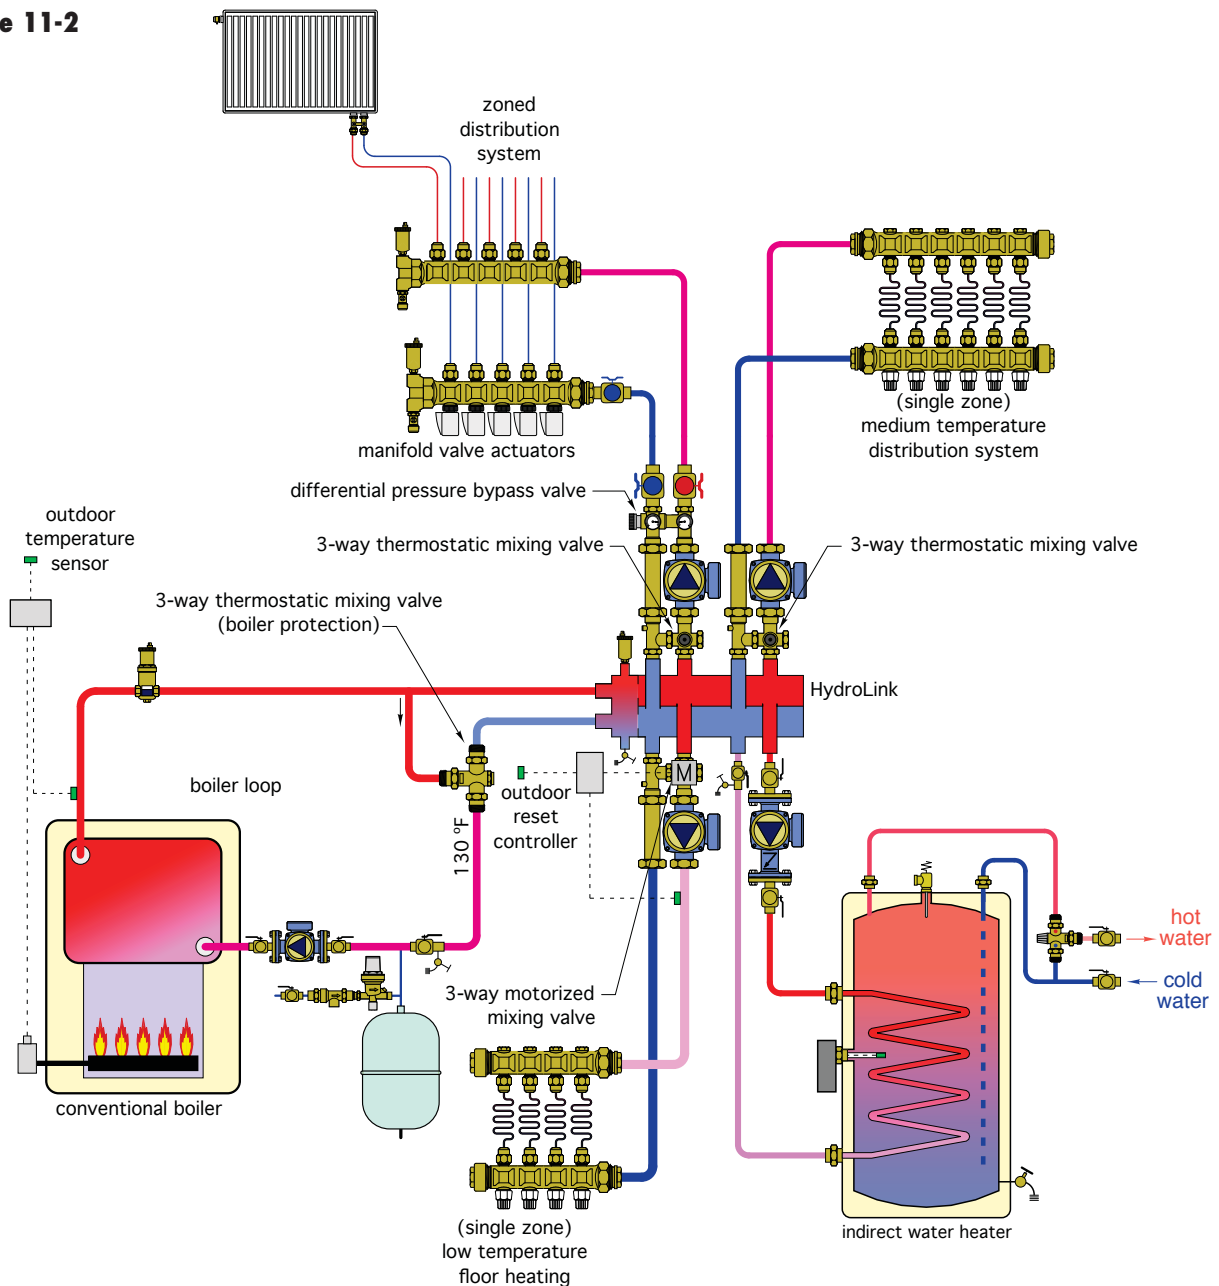 e 11-2
zoned
distribution
system
(single zone)
medium temperature
distribution system
manifold valve actuators
differential pressure bypass valve
outdoor
temperature
sensor
3-way thermostatic mixing valve
3-way thermostatic mixing valve
3-way thermostatic mixing valve
(boiler protection)
HydroLink
boiler loop
M
outdoor
reset
controller
130 ºF
hot
water
cold
water
3-way motorized
mixing valve
conventional boiler
(single zone)
low temperature
floor heating
indirect water heater